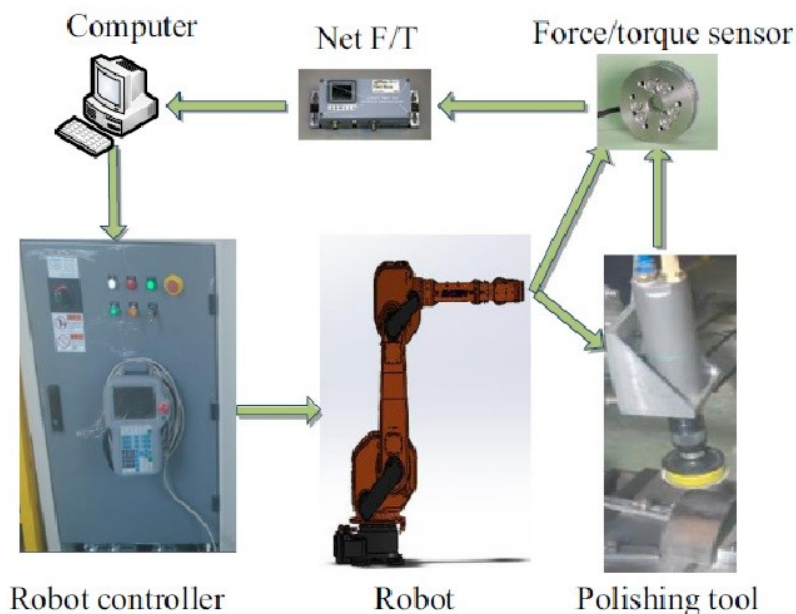 Computer
Net F/T
Force/torque sensor
Robot controller
Robot
Polishing tool